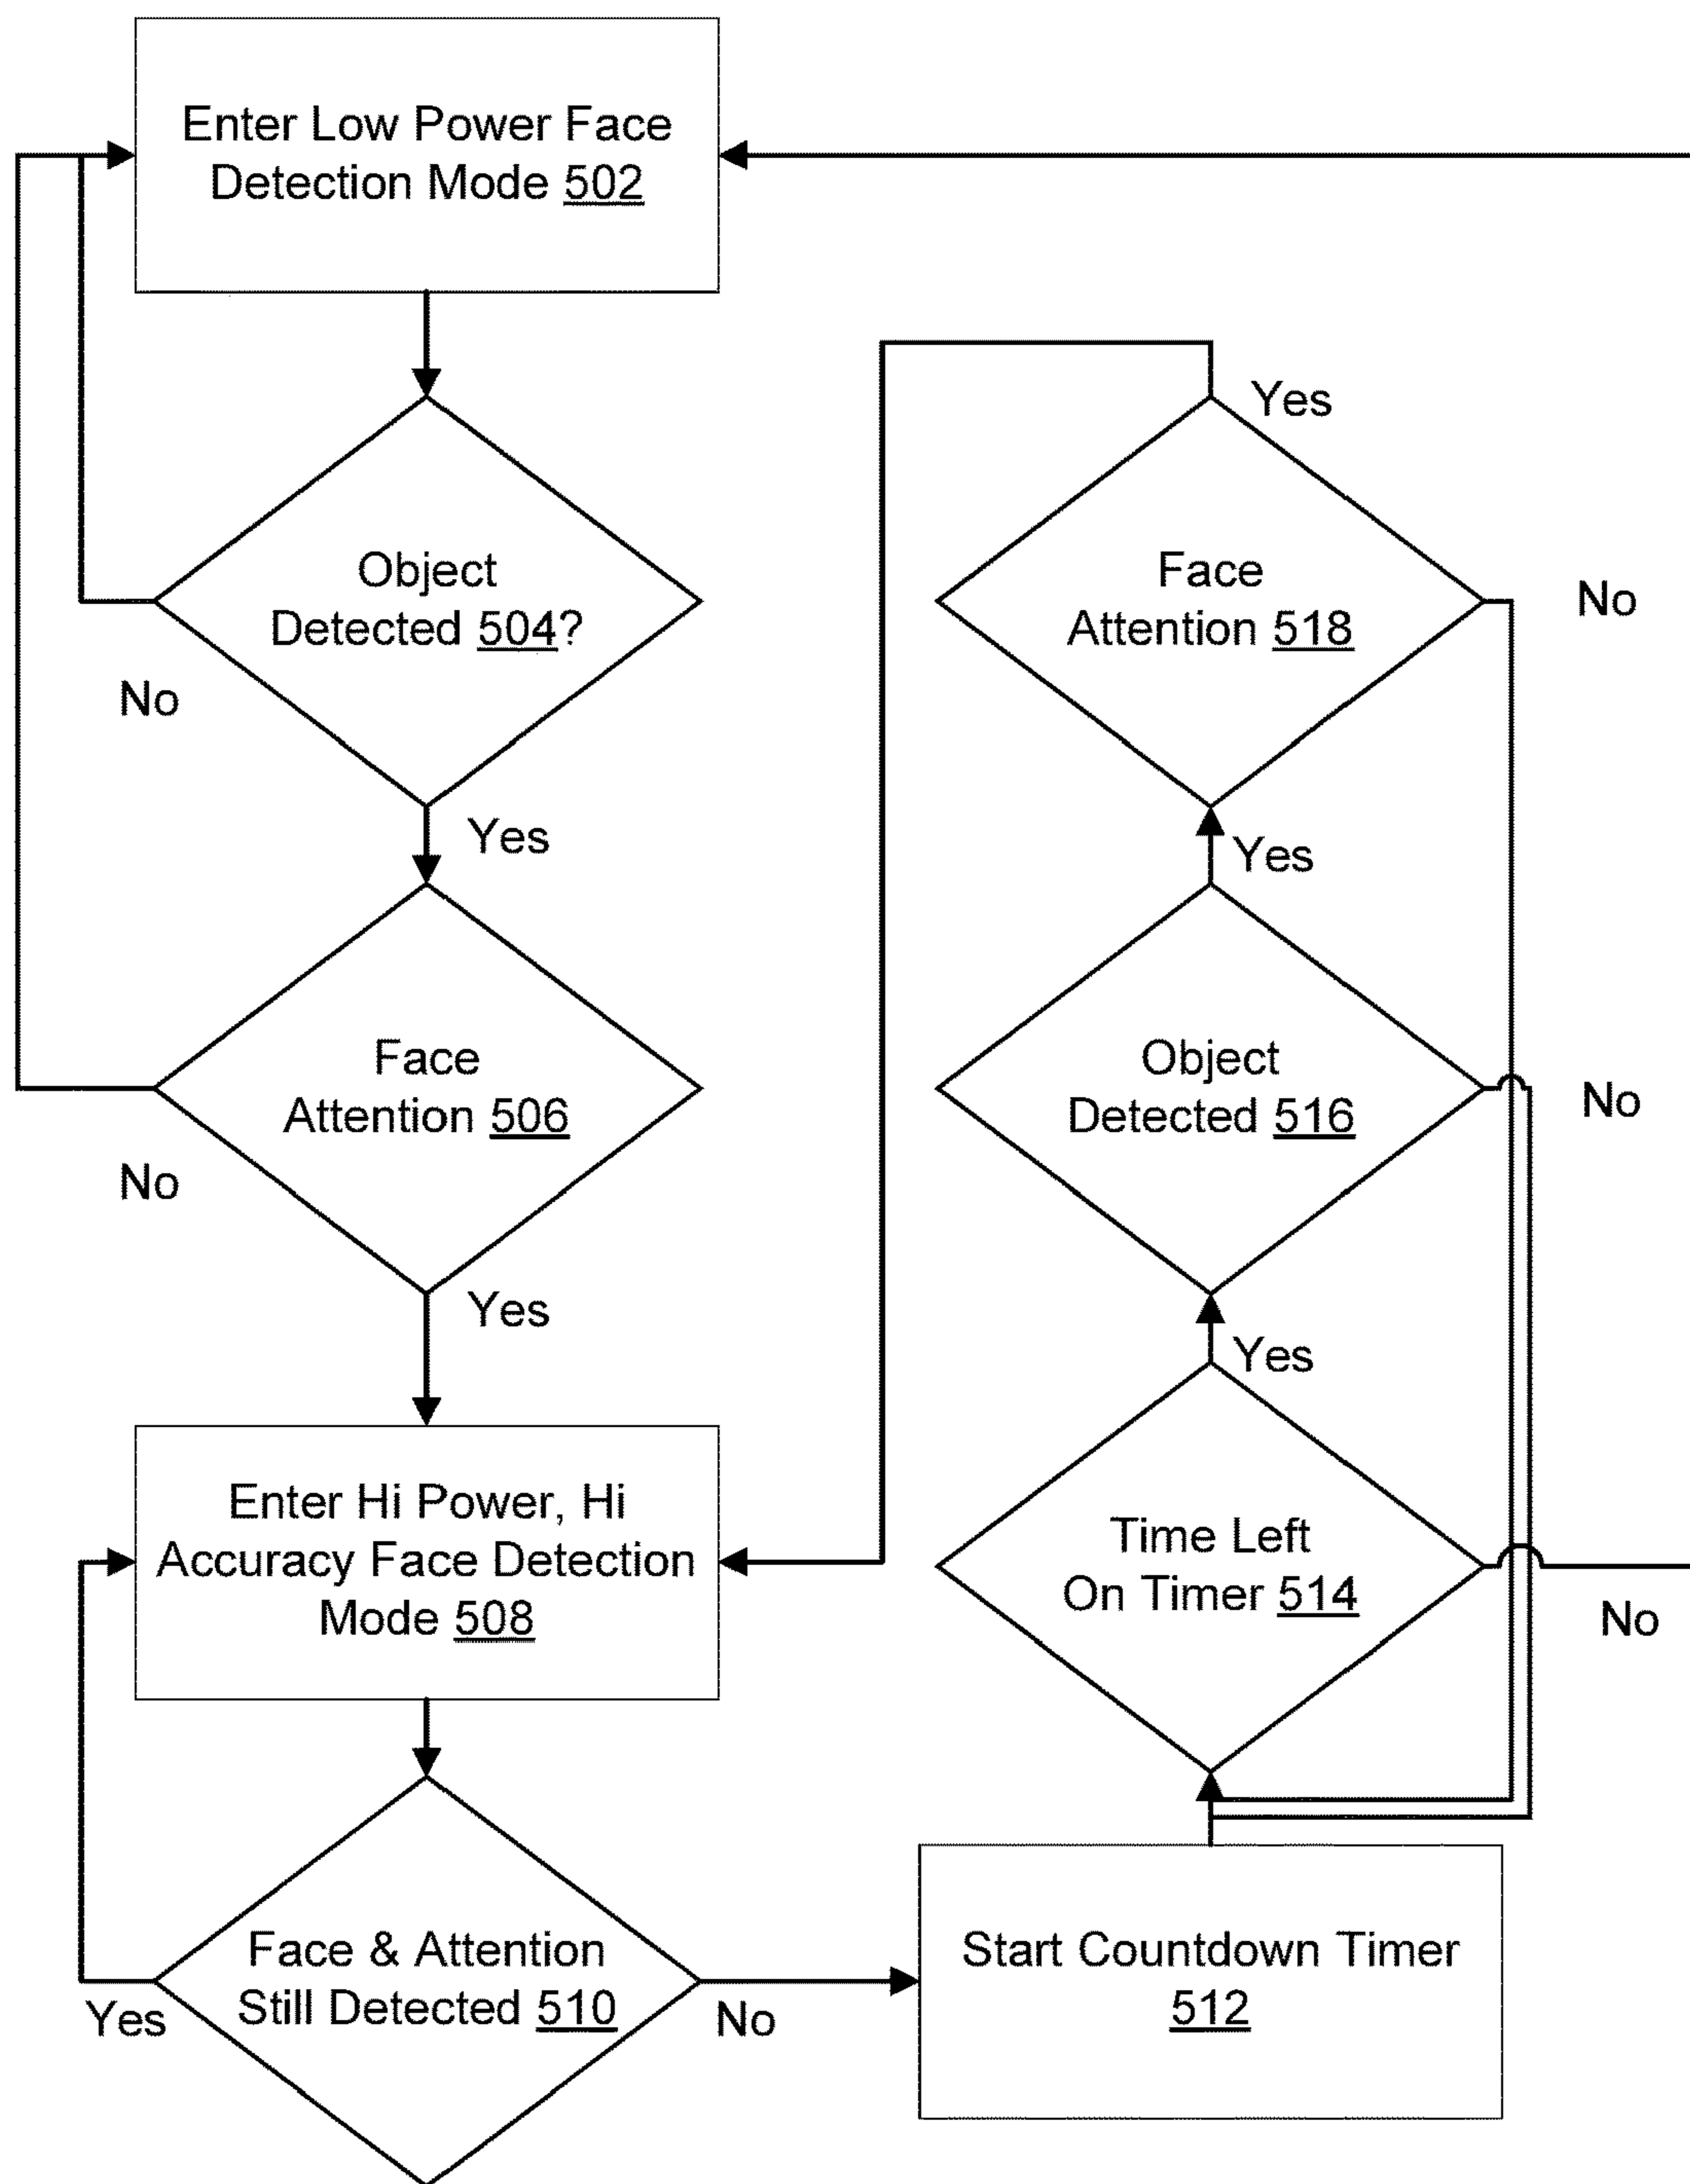 Enter Low Power Face
Detection Mode 502
Object
Detected 504?
No
Yes
Face
Attention 506
No
Yes
Enter Hi Power, Hi
Accuracy Face Detection
Mode 508
Face & Attention
Still Detected 510
Yes
No
Start Countdown Timer
512
Time Left
On Timer 514
Yes
No
Object
Detected 516
Yes
No
Face
Attention 518
Yes
No